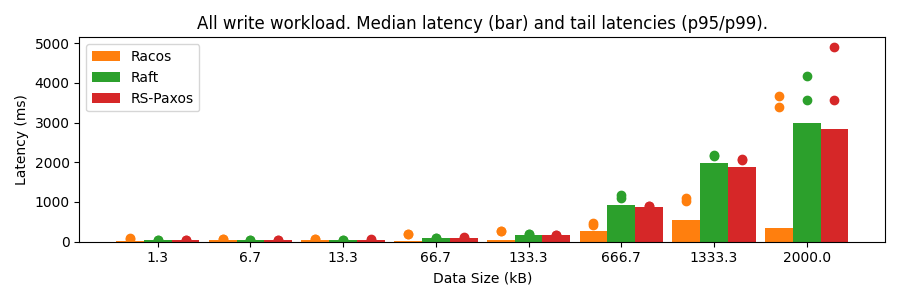 All write workload. Median latency (bar) and tail latencies (p95/p99).
Latency (ms)
5000
4000
3000
2000
1000
0
Racos
Raft
RS-Paxos
1.3 6.7 13.3 66.7 133.3 666.7 1333.3 2000.0
Data Size (kB)